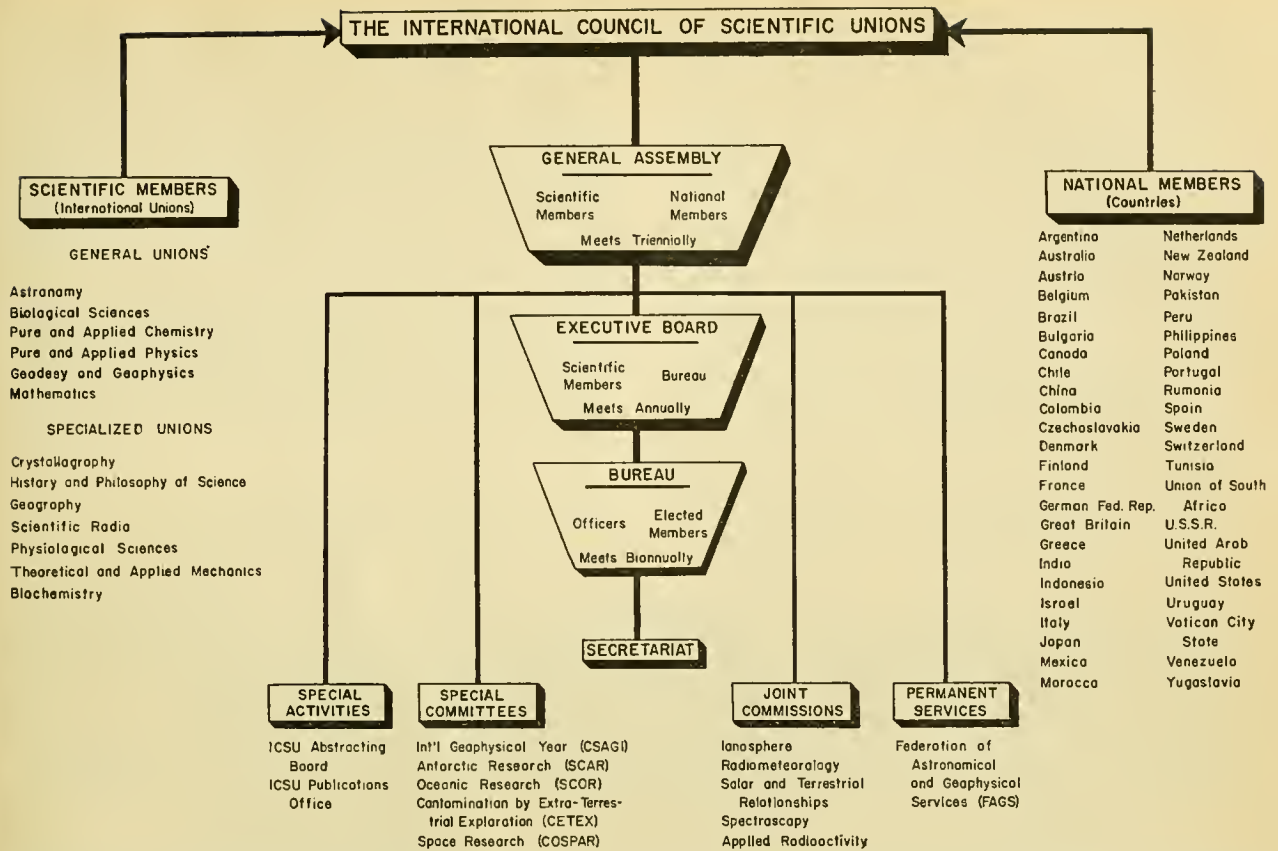 THE INTERNATIONAL COUNCIL OF SCIENTIFIC UNIONS
SCIENTIFIC MEMBERS
(International Unions)
GENERAL UNIONS
Astronomy
Biological Sciences
Pure and Applied Chemistry
Pure and Applied Physics
Geodesy and Geophysics
Mathematics
SPECIALIZED UNIONS
Crystallography
History and Philosophy of Science
Geography
Scientific Radio
Physiological Sciences
Theoretical and Applied Mechanics
Biochemistry
GENERAL ASSEMBLY
Scientific Members
National Members
Meets Triennially
EXECUTIVE BOARD
Scientific Members
Bureau
Meets Annually
BUREAU
Officers
Elected Members
Meets Biannually
SECRETARIAT
SPECIAL
ACTIVITIES
ICSU Abstracting
Board
ICSU Publications
Office
SPECIAL
COMMITTEES
Int'l Geophysical Year (CSAGI)
Antarctic Research (SCAR)
Oceanic Research (SCOR)
Contamination by Extra-Terres-
trial Exploration (CETEX)
Space Research (COSPAR)
JOINT
COMMISSIONS
Ionosphere
Radiometeorology
Solar and Terrestrial
Relationships
Spectroscopy
Applied Radioactivity
PERMANENT
SERVICES
Federation of
Astronomical
and Geophysical
Services (FAGS)
NATIONAL MEMBERS
(Countries)
Argentina
Australia
Austria
Belgium
Brazil
Bulgaria
Canada
Chile
China
Colombia
Czechoslovakia
Denmark
Finland
France
German Fed. Rep.
Great Britain
Greece
India
Indonesia
Israel
Italy
Japan
Mexico
Morocco
Netherlands
New Zealand
Norway
Pakistan
Peru
Philippines
Poland
Portugal
Rumania
Spain
Sweden
Switzerland
Tunisia
Union of South
Africa
U.S.S.R.
United Arab
Republic
United States
Uruguay
Vatican City
State
Venezuela
Yugoslavia